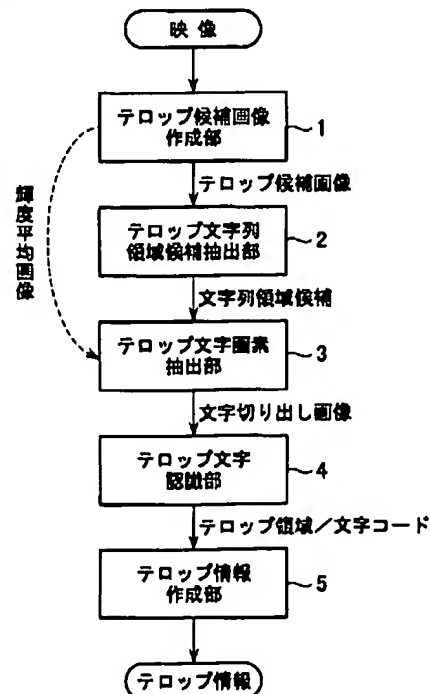 映 像
テロップ候補画像
作成部
1
テロップ候補画像
輝度平均画像
テロップ文字列
領域候補抽出部
2
文字列領域候補
テロップ文字画素
抽出部
3
文字切り出し画像
テロップ文字
認識部
4
テロップ領域／文字コード
テロップ情報
作成部
5
テロップ情報